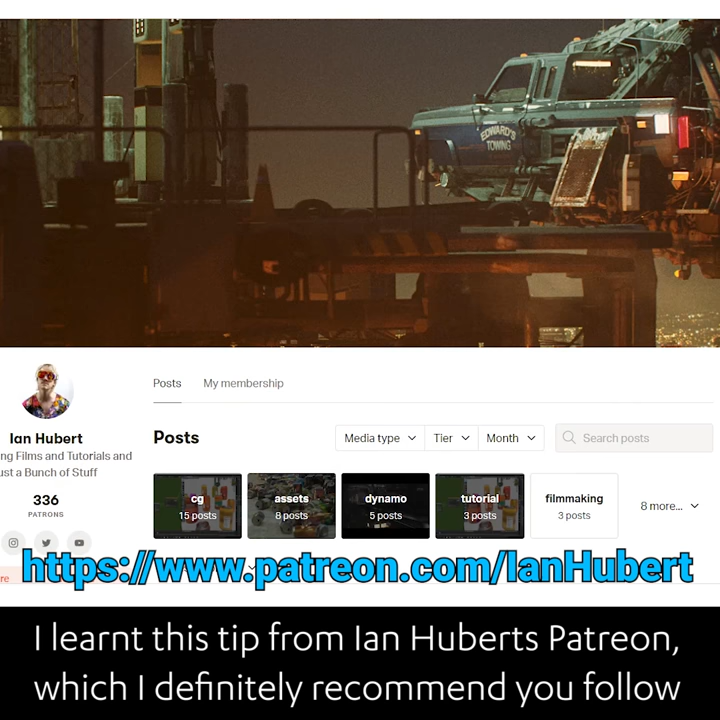 EDWARD'S
TOWING
Posts
My membership
Ian Hubert
ng Films and Tutorials and
ust a Bunch of Stuff
336
PATRONS
Posts
Media type
Tier
Month
Search posts
cg
15 posts
assets
8 posts
dynamo
5 posts
tutorial
3 posts
filmmaking
3 posts
8 more...
re
https://www.patreon.com/IanHubert
I learnt this tip from Ian Huberts Patreon,
which I definitely recommend you follow